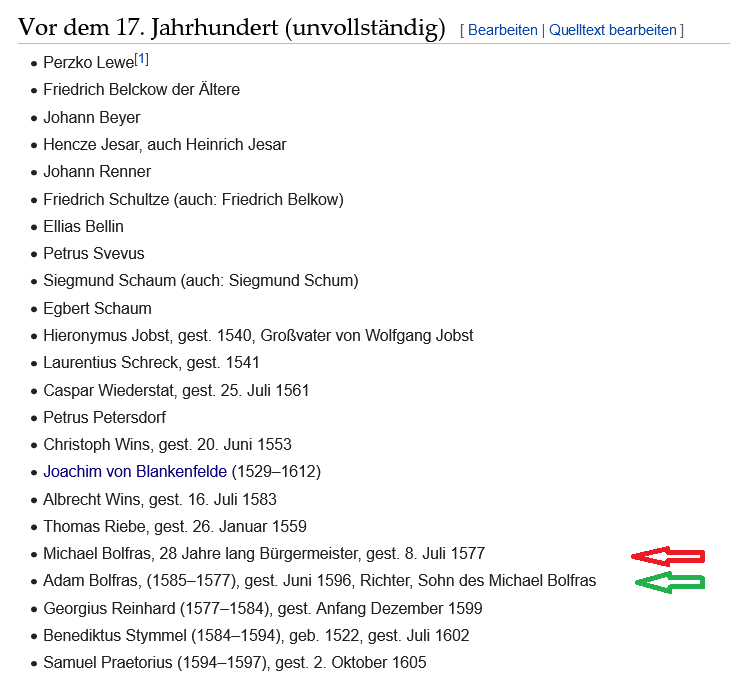 Vor dem 17. Jahrhundert (unvollständig) [ Bearbeiten | Quelltext bearbeiten ]
• Perzko Lewe[1]
• Friedrich Belckow der Ältere
• Johann Beyer
• Hencze Jesar, auch Heinrich Jesar
• Johann Renner
• Friedrich Schultze (auch: Friedrich Belkow)
• Ellias Bellin
• Petrus Svevus
• Siegmund Schaum (auch: Siegmund Schum)
• Egbert Schaum
• Hieronymus Jobst, gest. 1540, Großvater von Wolfgang Jobst
• Laurentius Schreck, gest. 1541
• Caspar Wiederstat, gest. 25. Juli 1561
• Petrus Petersdorf
• Christoph Wins, gest. 20. Juni 1553
• Joachim von Blankenfelde (1529–1612)
• Albrecht Wins, gest. 16. Juli 1583
• Thomas Riebe, gest. 26. Januar 1559
• Michael Bolfras, 28 Jahre lang Bürgermeister, gest. 8. Juli 1577
• Adam Bolfras, (1585–1577), gest. Juni 1596, Richter, Sohn des Michael Bolfras
• Georgius Reinhard (1577–1584), gest. Anfang Dezember 1599
• Benediktus Stymmel (1584–1594), geb. 1522, gest. Juli 1602
• Samuel Praetorius (1594–1597), gest. 2. Oktober 1605